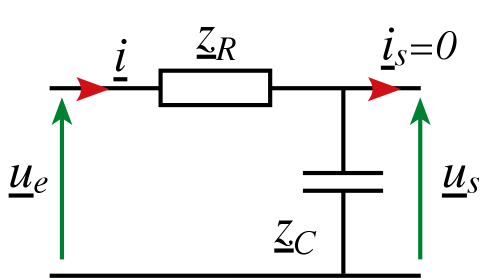 i
z_R
i_s=0
u_e
u_s
z_C